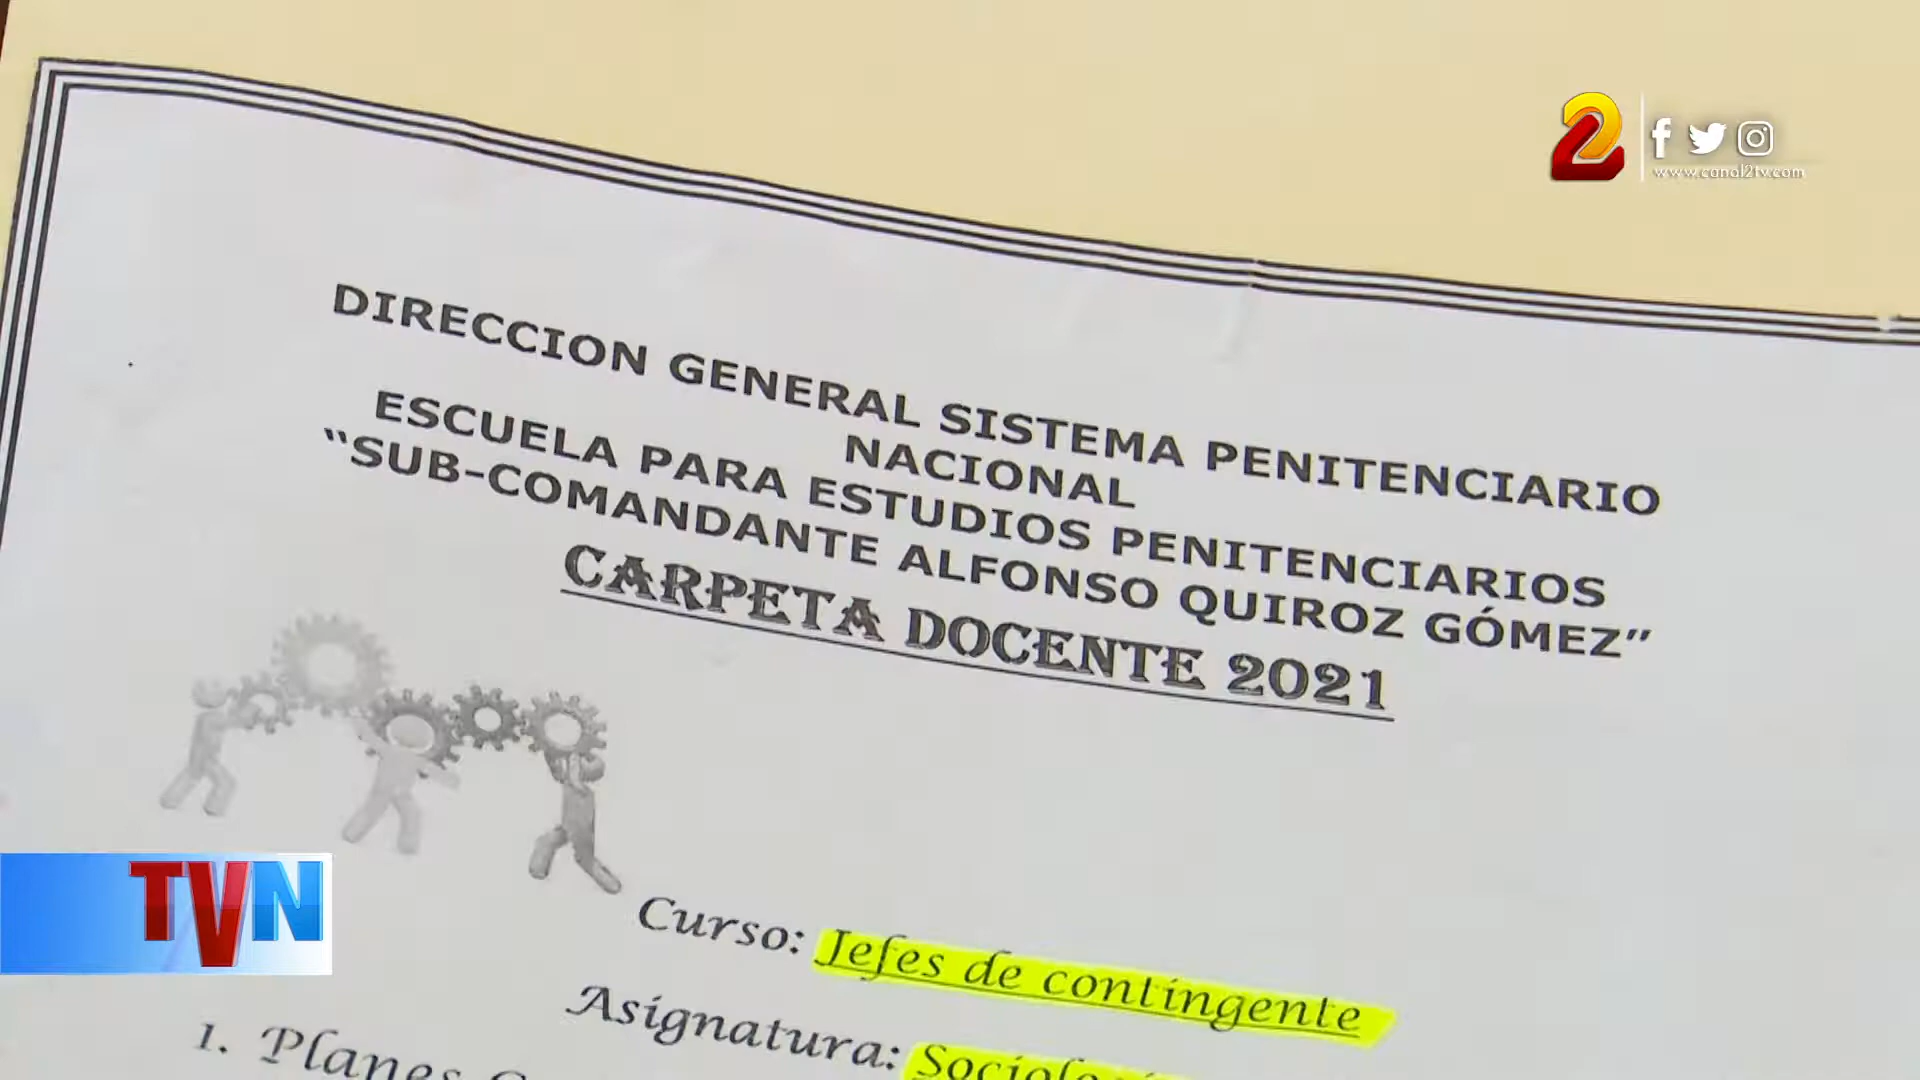 2
www.canal2tv.com
DIRECCION GENERAL SISTEMA PENITENCIARIO
NACIONAL
ESCUELA PARA ESTUDIOS PENITENCIARIOS
“SUB-COMANDANTE ALFONSO QUIROZ GÓMEZ”
CARPETA DOCENTE 2021
TVN
Curso: Jefes de contingente
Asignatura:
1. Planes